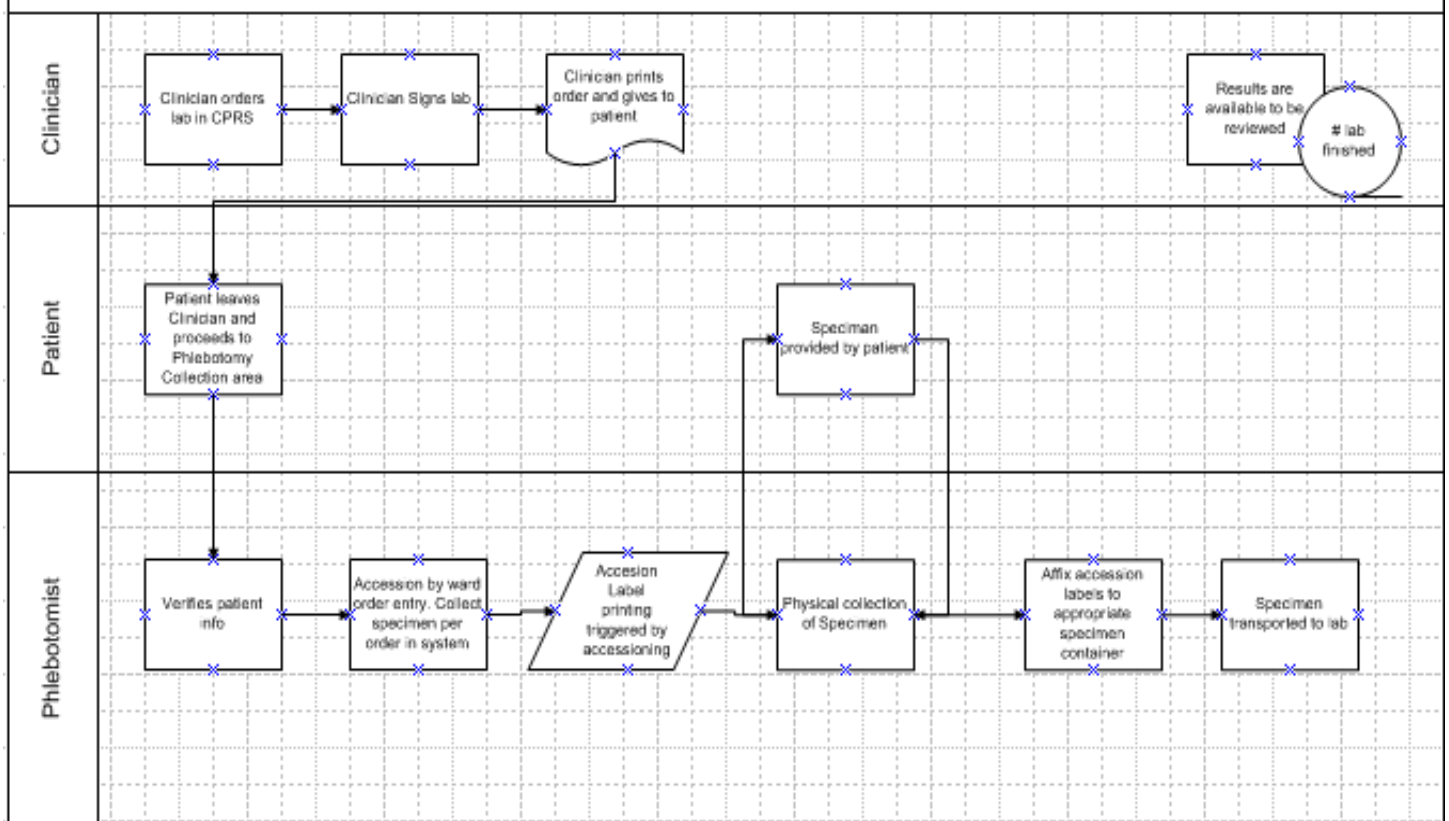 Clinician
Clinician orders
lab in CPRS
Clinician Signs lab
Clinician prints
order and gives to
patient
Results are
available to be
reviewed
# lab
finished
Patient
Patient leaves
Clinician and
proceeds to
Phlebotomy
Collection area
Speciman
provided by patient
Phlebotomist
Verifies patient
info
Accession by ward
order entry. Collect
specimen per
order in system
Accesion
Label
printing
triggered by
accessioning
Physical collection
of Specimen
Affix accession
labels to
appropriate
specimen
container
Specimen
transported to lab